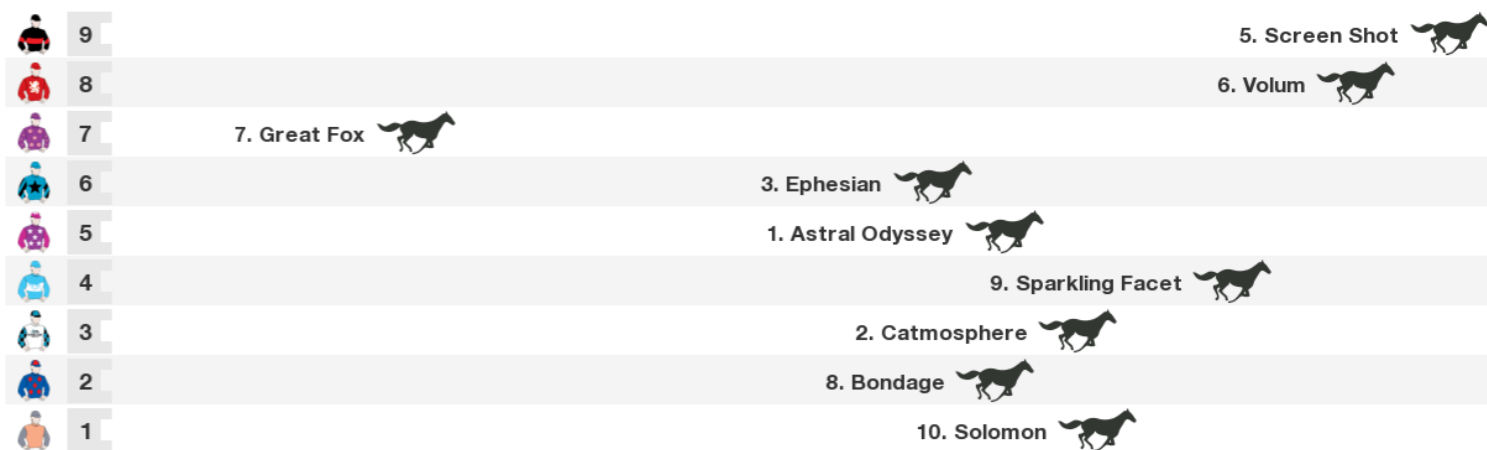 9 5. Screen Shot
8 6. Volum
7 7. Great Fox
6 3. Ephesian
5 1. Astral Odyssey
4 9. Sparkling Facet
3 2. Catmosphere
2 8. Bondage
1 10. Solomon